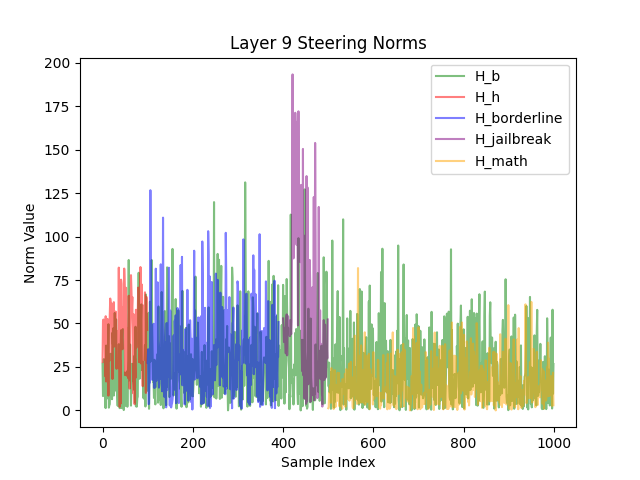 Layer 9 Steering Norms
H_b
H_h
H_borderline
H_jailbreak
H_math
Norm Value
200
175
150
125
100
75
50
25
0
0 200 400 600 800 1000
Sample Index